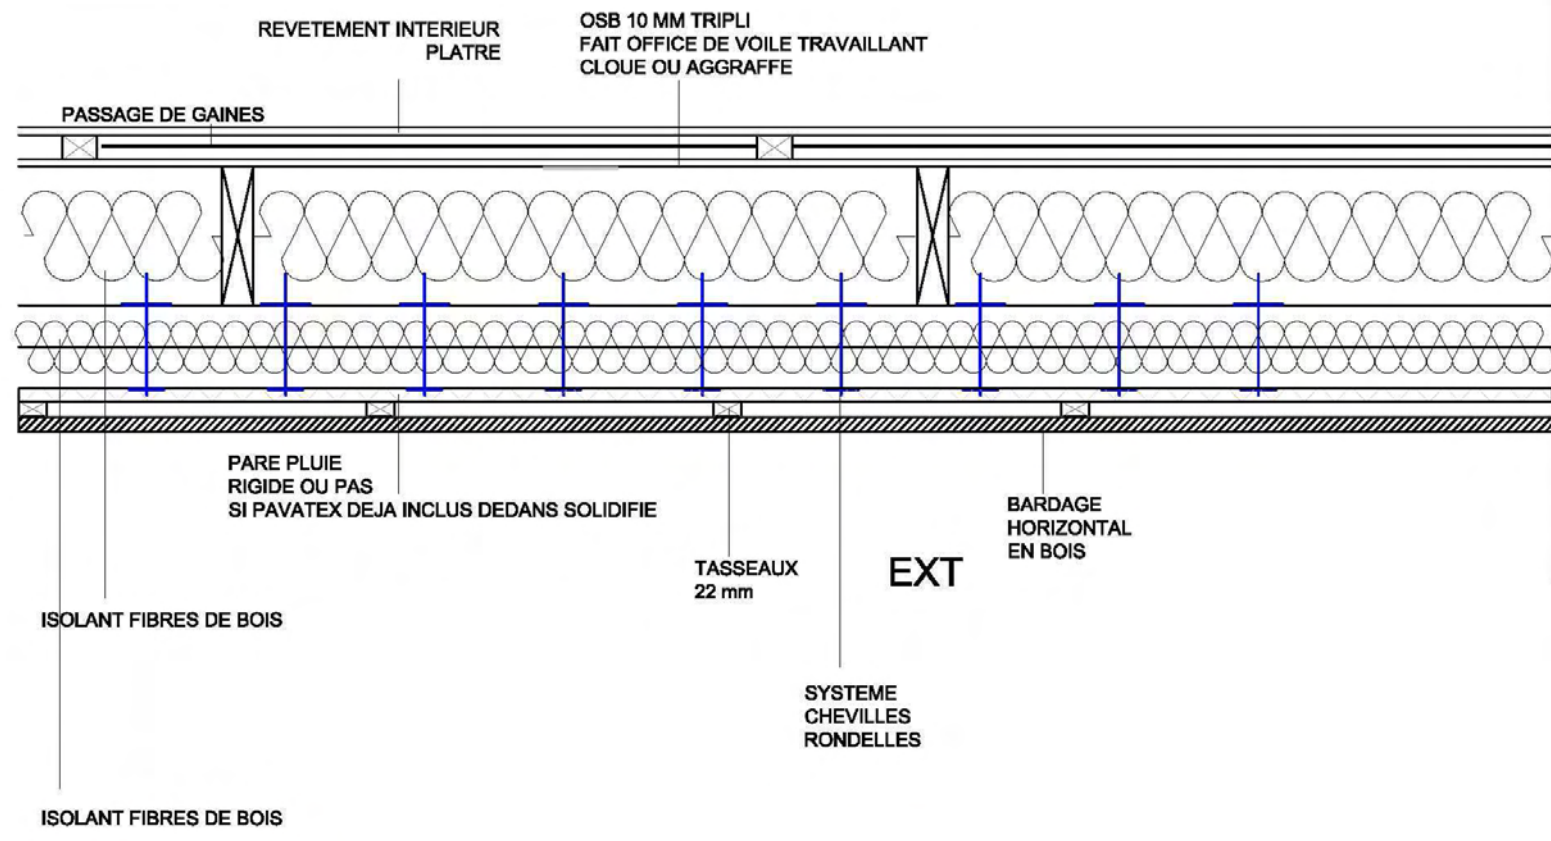 REVETEMENT INTERIEUR
PLATRE
OSB 10 MM TRIPLI
FAIT OFFICE DE VOILE TRAVAILLANT
CLOUE OU AGGRAFFE
PASSAGE DE GAINES
PARE PLUIE
RIGIDE OU PAS
SI PAVATEX DEJA INCLUS DEDANS SOLIDIFIE
BARDAGE
HORIZONTAL
EN BOIS
TASSEAUX
22 mm
EXT
ISOLANT FIBRES DE BOIS
SYSTEME
CHEVILLES
RONDELLES
ISOLANT FIBRES DE BOIS